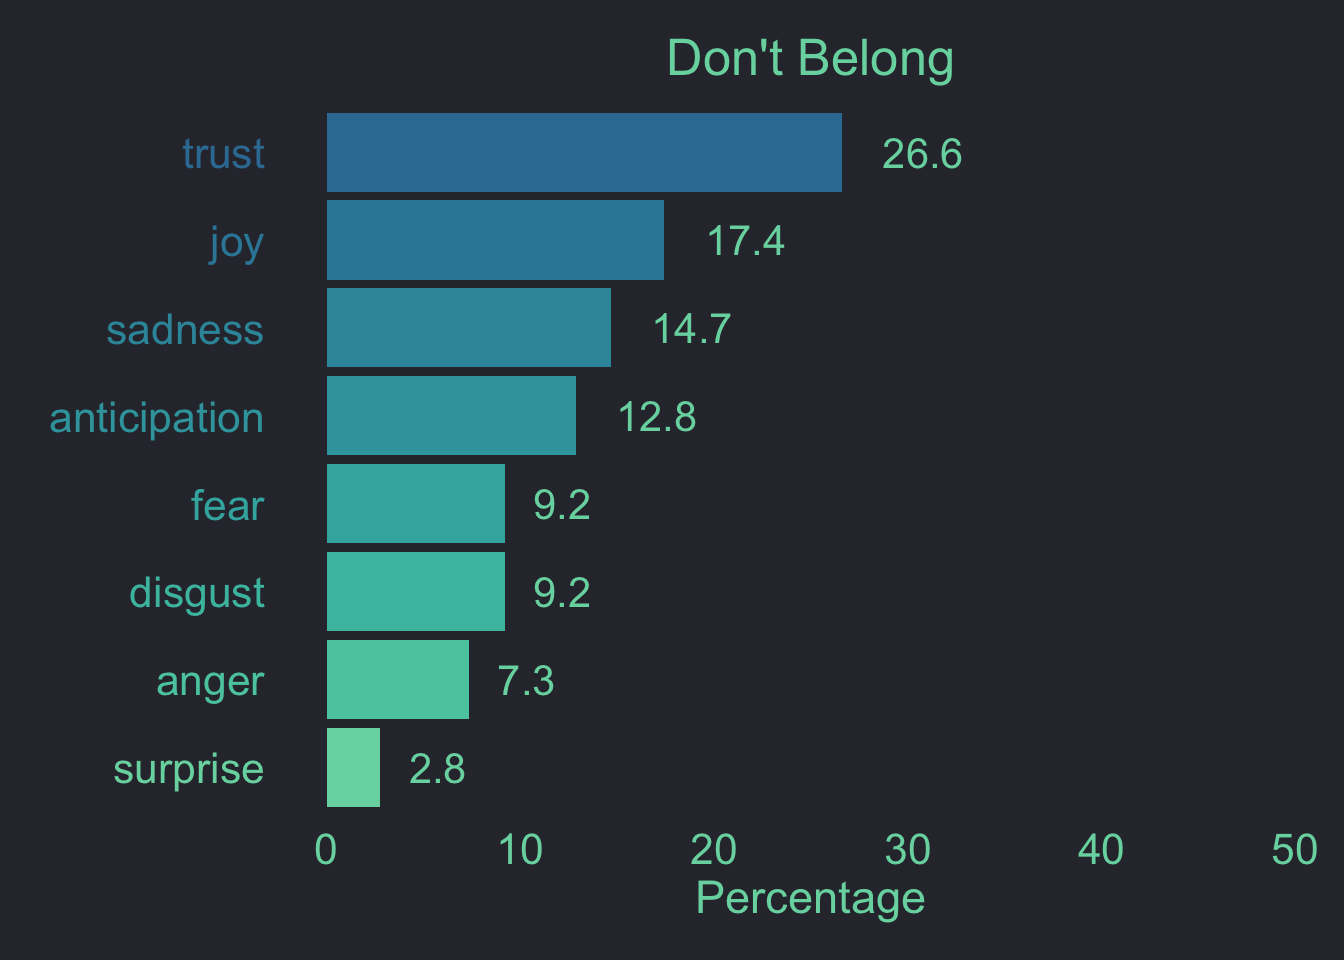 Don't Belong
trust 26.6
joy 17.4
sadness 14.7
anticipation 12.8
fear 9.2
disgust 9.2
anger 7.3
surprise 2.8
0 10 20 30 40 50
Percentage